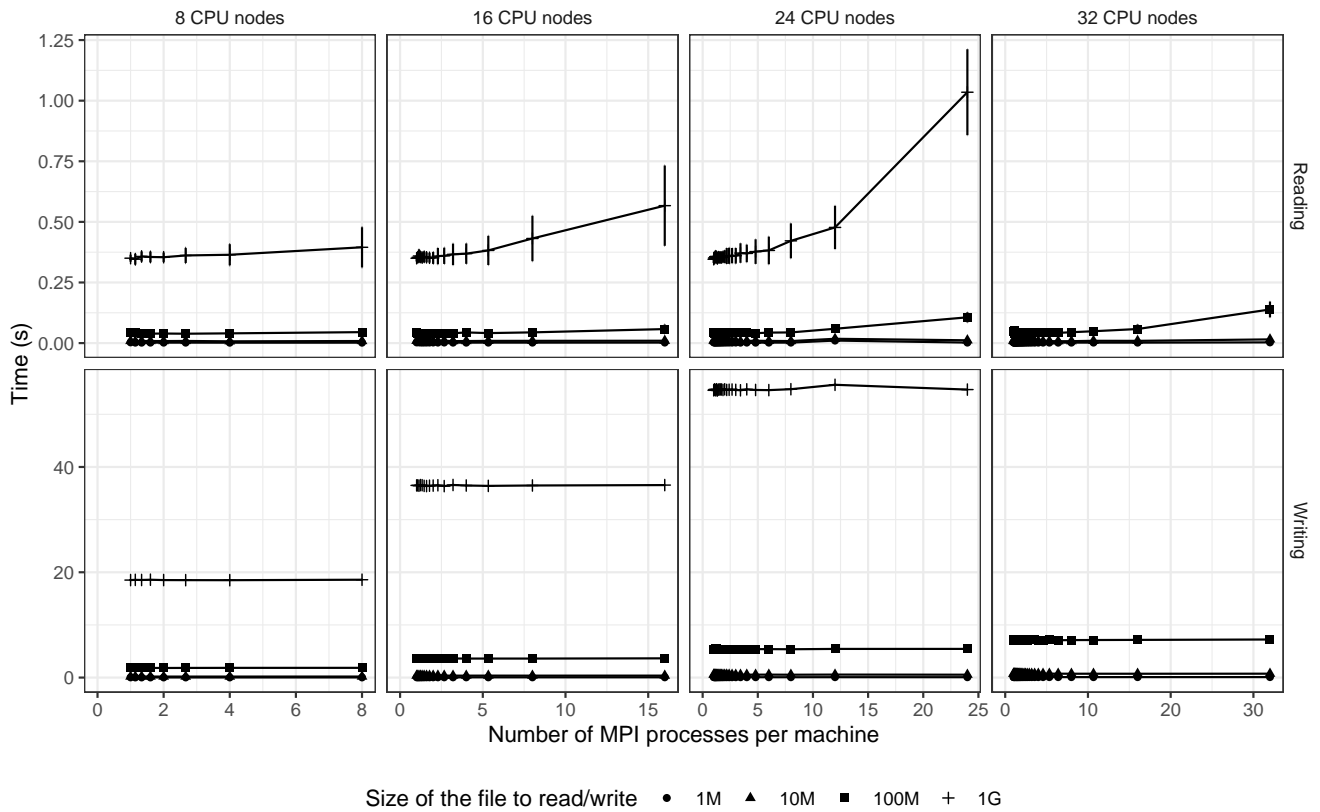 8 CPU nodes 16 CPU nodes 24 CPU nodes 32 CPU nodes
1.25
1.00
0.75
0.50
0.25
0.00
Reading
Time (s)
40
20
0
Writing
0 2 4 6 8 0 5 10 15 0 5 10 15 20 25 0 10 20 30
Number of MPI processes per machine
Size of the file to read/write 1M 10M 100M 1G